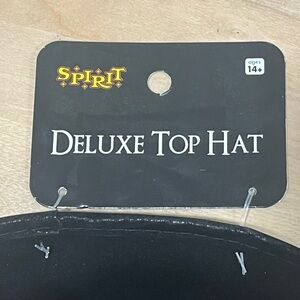 SPIRIT
ages
14+
DELUXE TOP HAT